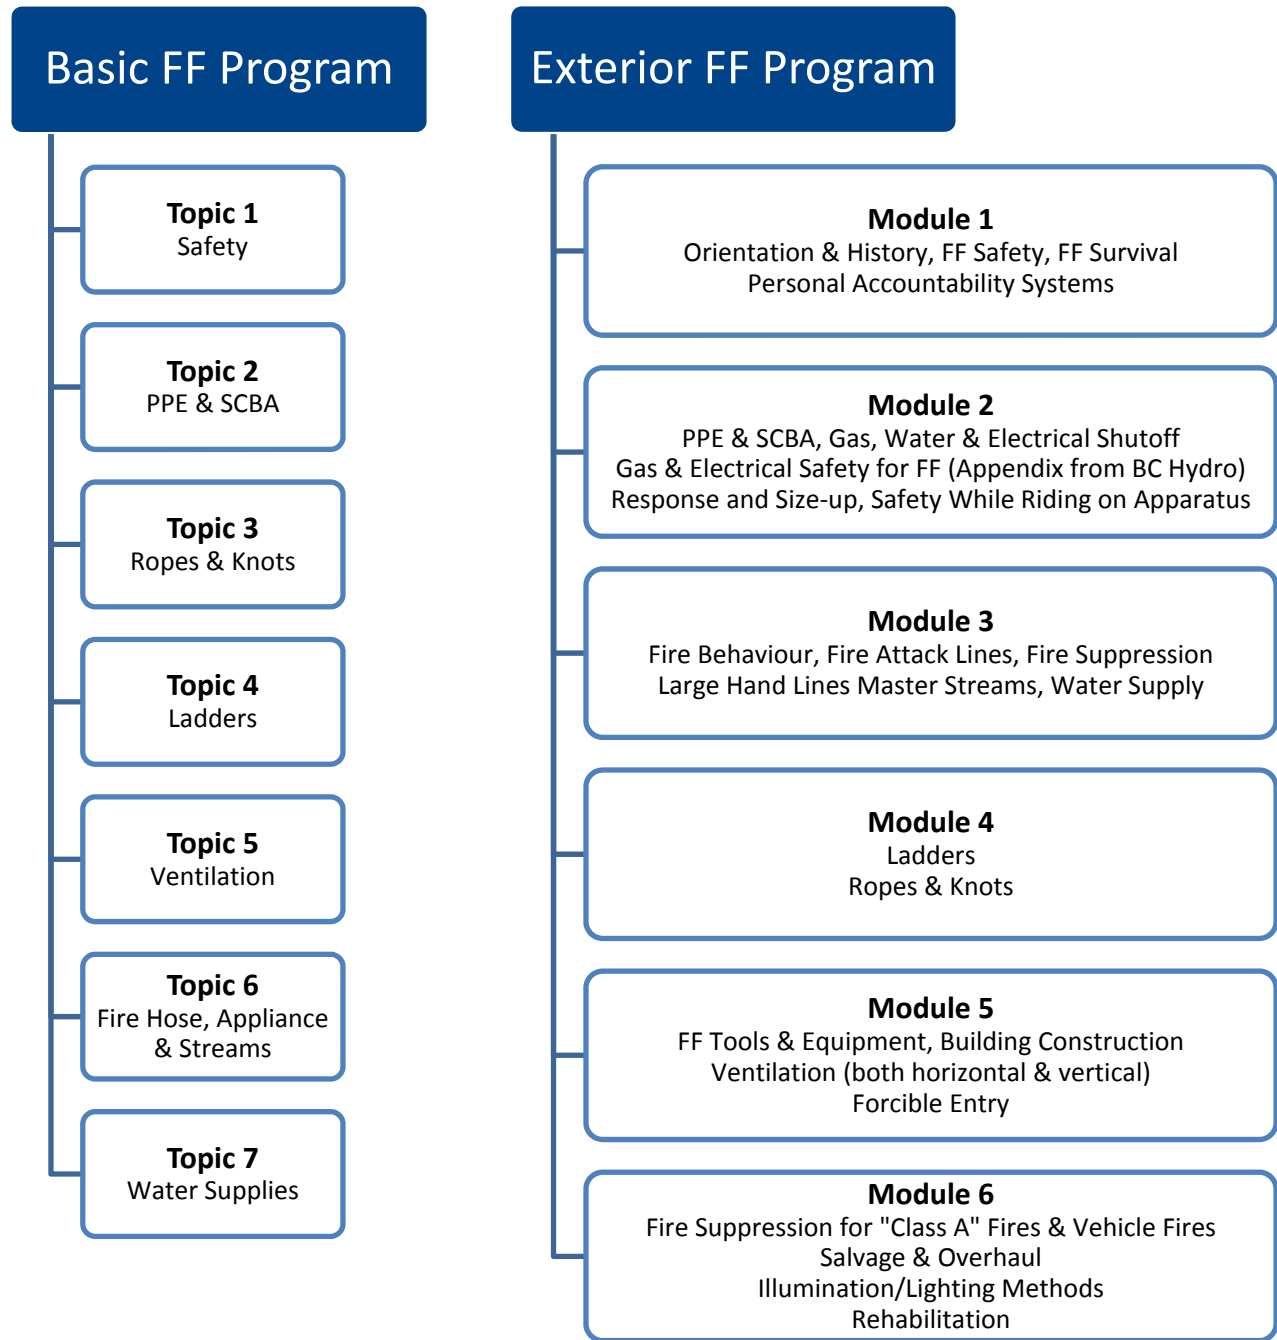 Basic FF Program
Topic 1
Safety
Topic 2
PPE & SCBA
Topic 3
Ropes & Knots
Topic 4
Ladders
Topic 5
Ventilation
Topic 6
Fire Hose, Appliance
& Streams
Topic 7
Water Supplies
Exterior FF Program
Module 1
Orientation & History, FF Safety, FF Survival
Personal Accountability Systems
Module 2
PPE & SCBA, Gas, Water & Electrical Shutoff
Gas & Electrical Safety for FF (Appendix from BC Hydro)
Response and Size-up, Safety While Riding on Apparatus
Module 3
Fire Behaviour, Fire Attack Lines, Fire Suppression
Large Hand Lines Master Streams, Water Supply
Module 4
Ladders
Ropes & Knots
Module 5
FF Tools & Equipment, Building Construction
Ventilation (both horizontal & vertical)
Forcible Entry
Module 6
Fire Suppression for "Class A" Fires & Vehicle Fires
Salvage & Overhaul
Illumination/Lighting Methods
Rehabilitation